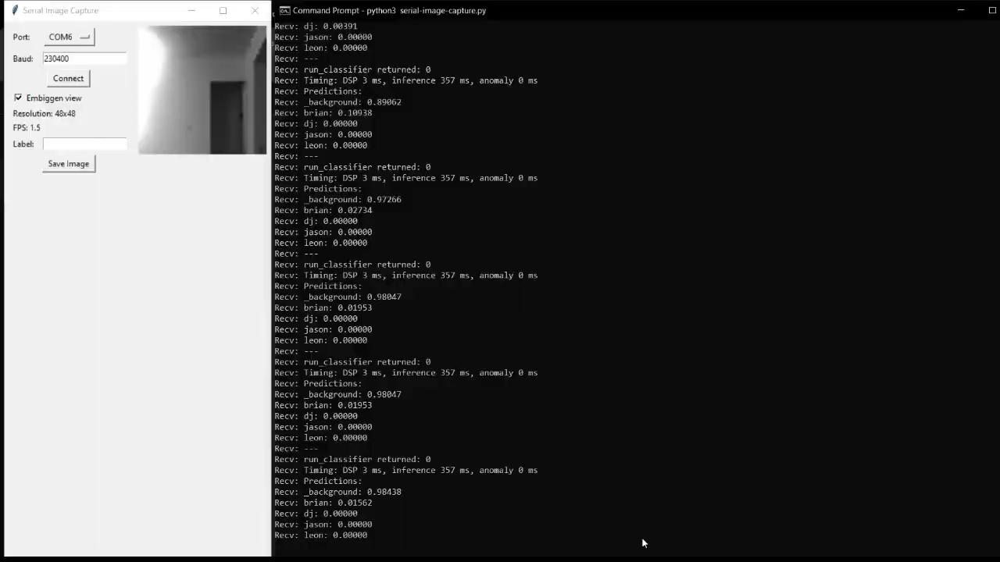 Serial Image Capture
Port: COM6
Baud: 230400
Connect
Embiggen view
Resolution: 48x48
FPS: 1.5
Label:
Save Image
Command Prompt - python3 serial-image-capture.py
Recv: dj: 0.00391
Recv: jason: 0.00000
Recv: leon: 0.00000
Recv: ---
Recv: run_classifier returned: 0
Recv: Timing: DSP 3 ms, inference 357 ms, anomaly 0 ms
Recv: Predictions:
Recv: _background: 0.89062
Recv: brian: 0.10938
Recv: dj: 0.00000
Recv: jason: 0.00000
Recv: leon: 0.00000
Recv: ---
Recv: run_classifier returned: 0
Recv: Timing: DSP 3 ms, inference 357 ms, anomaly 0 ms
Recv: Predictions:
Recv: _background: 0.97266
Recv: brian: 0.02734
Recv: dj: 0.00000
Recv: jason: 0.00000
Recv: leon: 0.00000
Recv: ---
Recv: run_classifier returned: 0
Recv: Timing: DSP 3 ms, inference 357 ms, anomaly 0 ms
Recv: Predictions:
Recv: _background: 0.98047
Recv: brian: 0.01953
Recv: dj: 0.00000
Recv: jason: 0.00000
Recv: leon: 0.00000
Recv: ---
Recv: run_classifier returned: 0
Recv: Timing: DSP 3 ms, inference 357 ms, anomaly 0 ms
Recv: Predictions:
Recv: _background: 0.98047
Recv: brian: 0.01953
Recv: dj: 0.00000
Recv: jason: 0.00000
Recv: leon: 0.00000
Recv: ---
Recv: run_classifier returned: 0
Recv: Timing: DSP 3 ms, inference 357 ms, anomaly 0 ms
Recv: Predictions:
Recv: _background: 0.98438
Recv: brian: 0.01562
Recv: dj: 0.00000
Recv: jason: 0.00000
Recv: leon: 0.00000